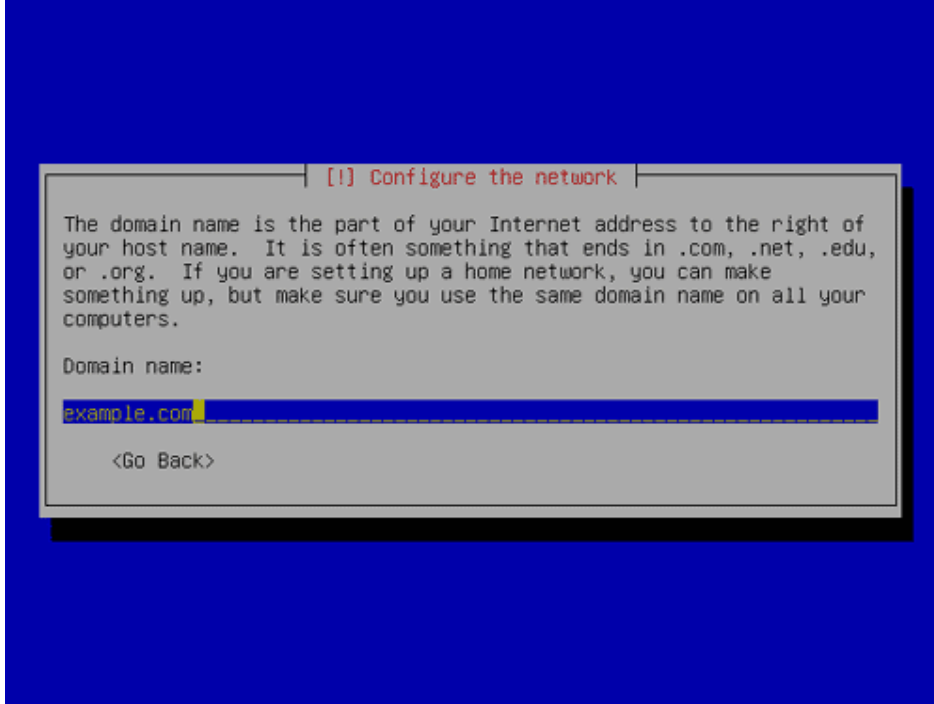 [!] Configure the network
The domain name is the part of your Internet address to the right of
your host name.  It is often something that ends in .com, .net, .edu,
or .org.  If you are setting up a home network, you can make
something up, but make sure you use the same domain name on all your
computers.
Domain name:
example.com
<Go Back>